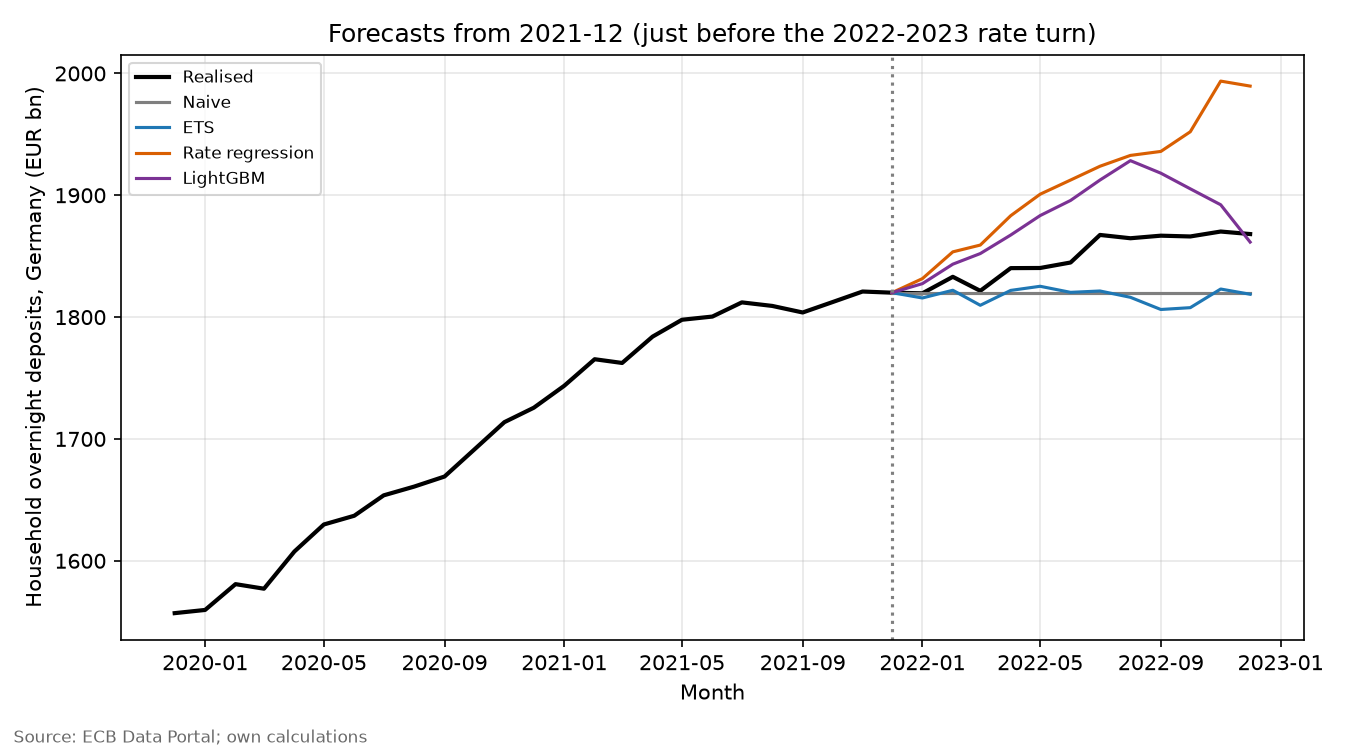 Forecasts from 2021-12 (just before the 2022-2023 rate turn)
Household overnight deposits, Germany (EUR bn)
2000
1900
1800
1700
1600
Realised
Naive
ETS
Rate regression
LightGBM
2020-01 2020-05 2020-09 2021-01 2021-05 2021-09 2022-01 2022-05 2022-09 2023-01
Month
Source: ECB Data Portal; own calculations